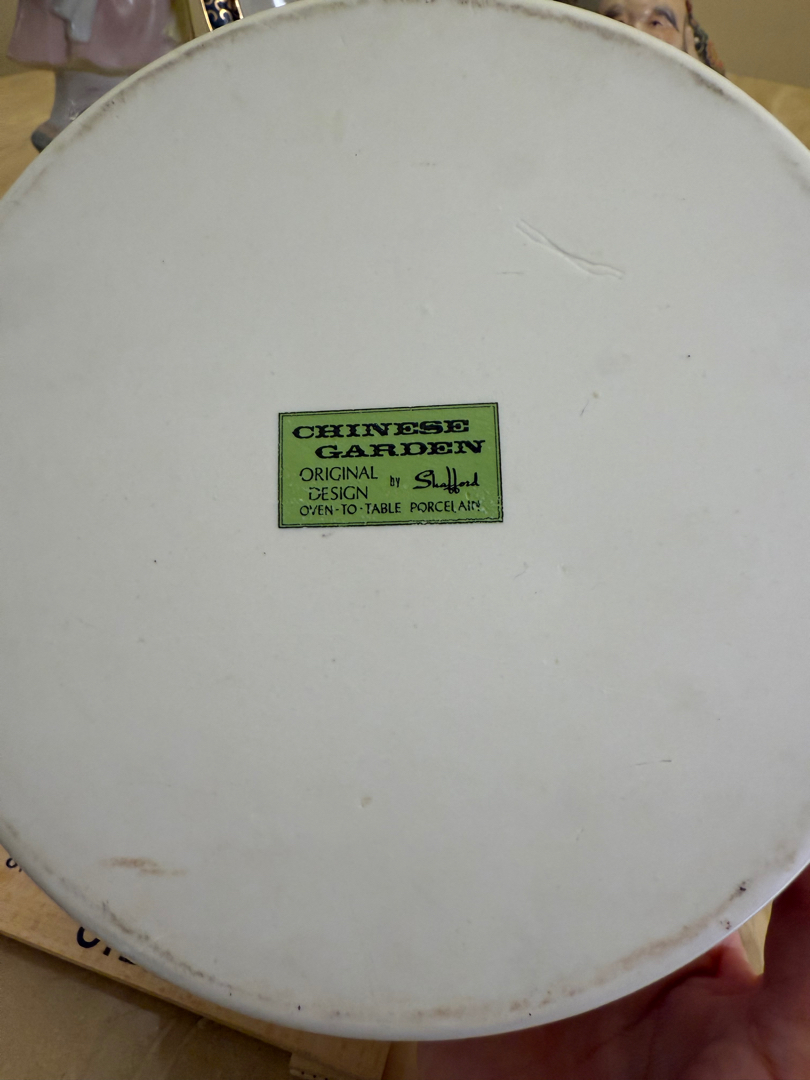 CHINESE
GARDEN
ORIGINAL
DESIGN by Shafford
OVEN-TO-TABLE PORCELAIN